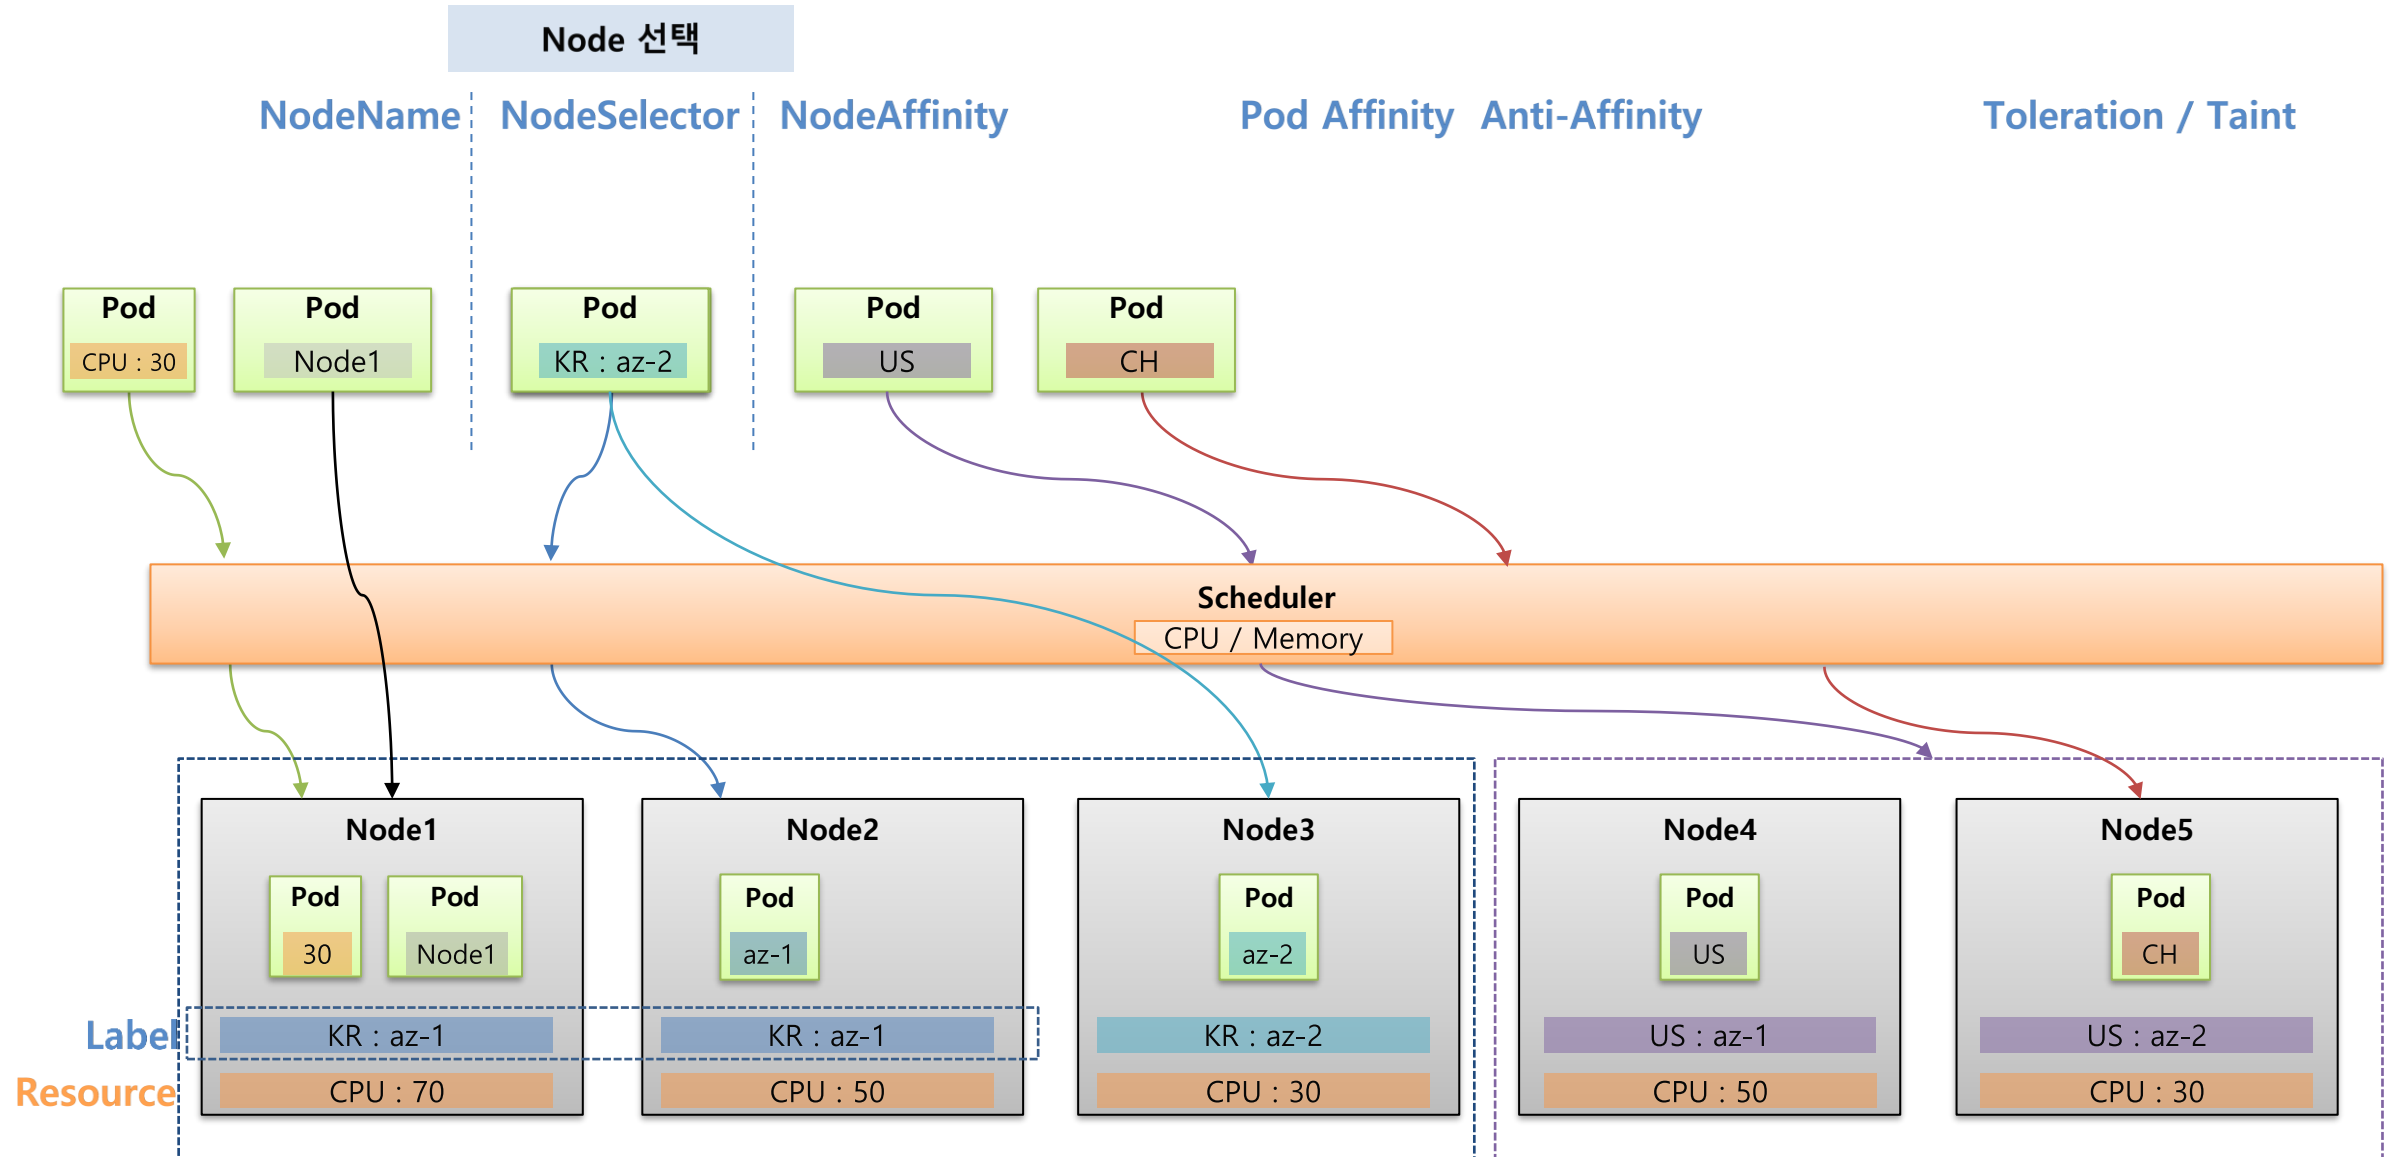 Node 선택
NodeName
NodeSelector
NodeAffinity
Pod Affinity
Anti-Affinity
Toleration / Taint
Pod
CPU : 30
Pod
Node1
Pod
KR : az-2
Pod
US
Pod
CH
Scheduler
CPU / Memory
Node1
Pod
30
Pod
Node1
Node2
Pod
az-1
Node3
Pod
az-2
Node4
Pod
US
Node5
Pod
CH
Label
KR : az-1
KR : az-1
KR : az-2
US : az-1
US : az-2
Resource
CPU : 70
CPU : 50
CPU : 30
CPU : 50
CPU : 30